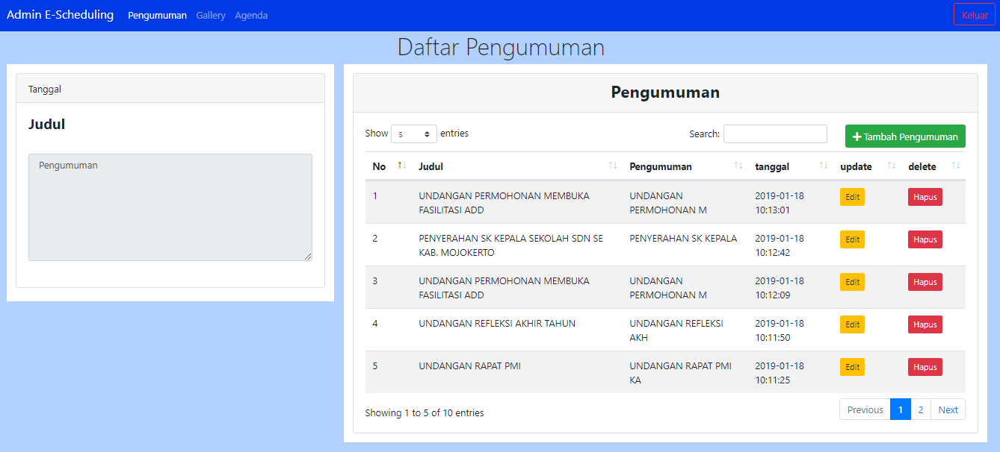 Admin E-Scheduling Pengumuman Gallery Agenda Keluar
Daftar Pengumuman
Tanggal
Judul
Pengumuman
Pengumuman
Show 5 entries Search: Tambah Pengumuman
No Judul Pengumuman tanggal update delete
1 UNDANGAN PERMOHONAN MEMBUKA UNDANGAN 2019-01-18 Edit Hapus
FASILITASI ADD PERMOHONAN M 10:13:01
2 PENYERAHAN SK KEPALA SEKOLAH SDN SE PENYERAHAN SK KEPALA 2019-01-18 Edit Hapus
KAB. MOJOKERTO 10:12:42
3 UNDANGAN PERMOHONAN MEMBUKA UNDANGAN 2019-01-18 Edit Hapus
FASILITASI ADD PERMOHONAN M 10:12:09
4 UNDANGAN REFLEKSI AKHIR TAHUN UNDANGAN REFLEKSI 2019-01-18 Edit Hapus
AKH 10:11:50
5 UNDANGAN RAPAT PMI UNDANGAN RAPAT PMI 2019-01-18 Edit Hapus
KA 10:11:25
Showing 1 to 5 of 10 entries Previous 1 2 Next